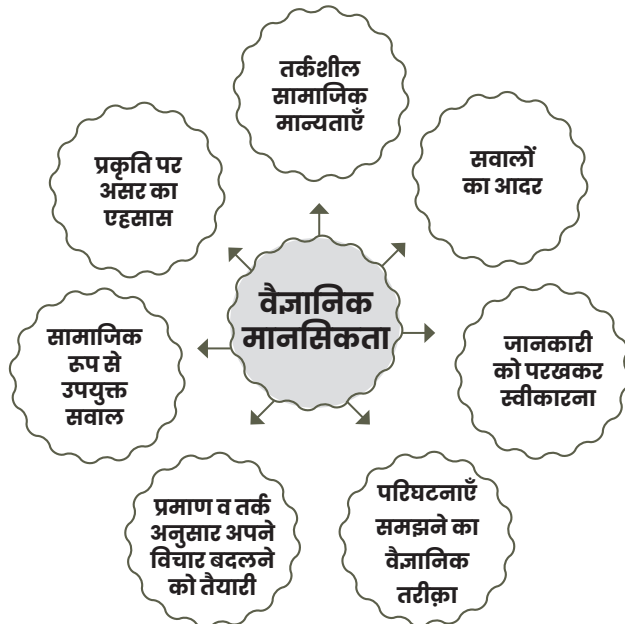 तर्कशील
सामाजिक
मान्यताएँ
सवालों
का आदर
प्रकृति पर
असर का
एहसास
वैज्ञानिक
मानसिकता
जानकारी
को परखकर
स्वीकारना
सामाजिक
रूप से
उपयुक्त
सवाल
परिघटनाएँ
समझने का
वैज्ञानिक
तरीक़ा
प्रमाण व तर्क
अनुसार अपने
विचार बदलने
को तैयारी